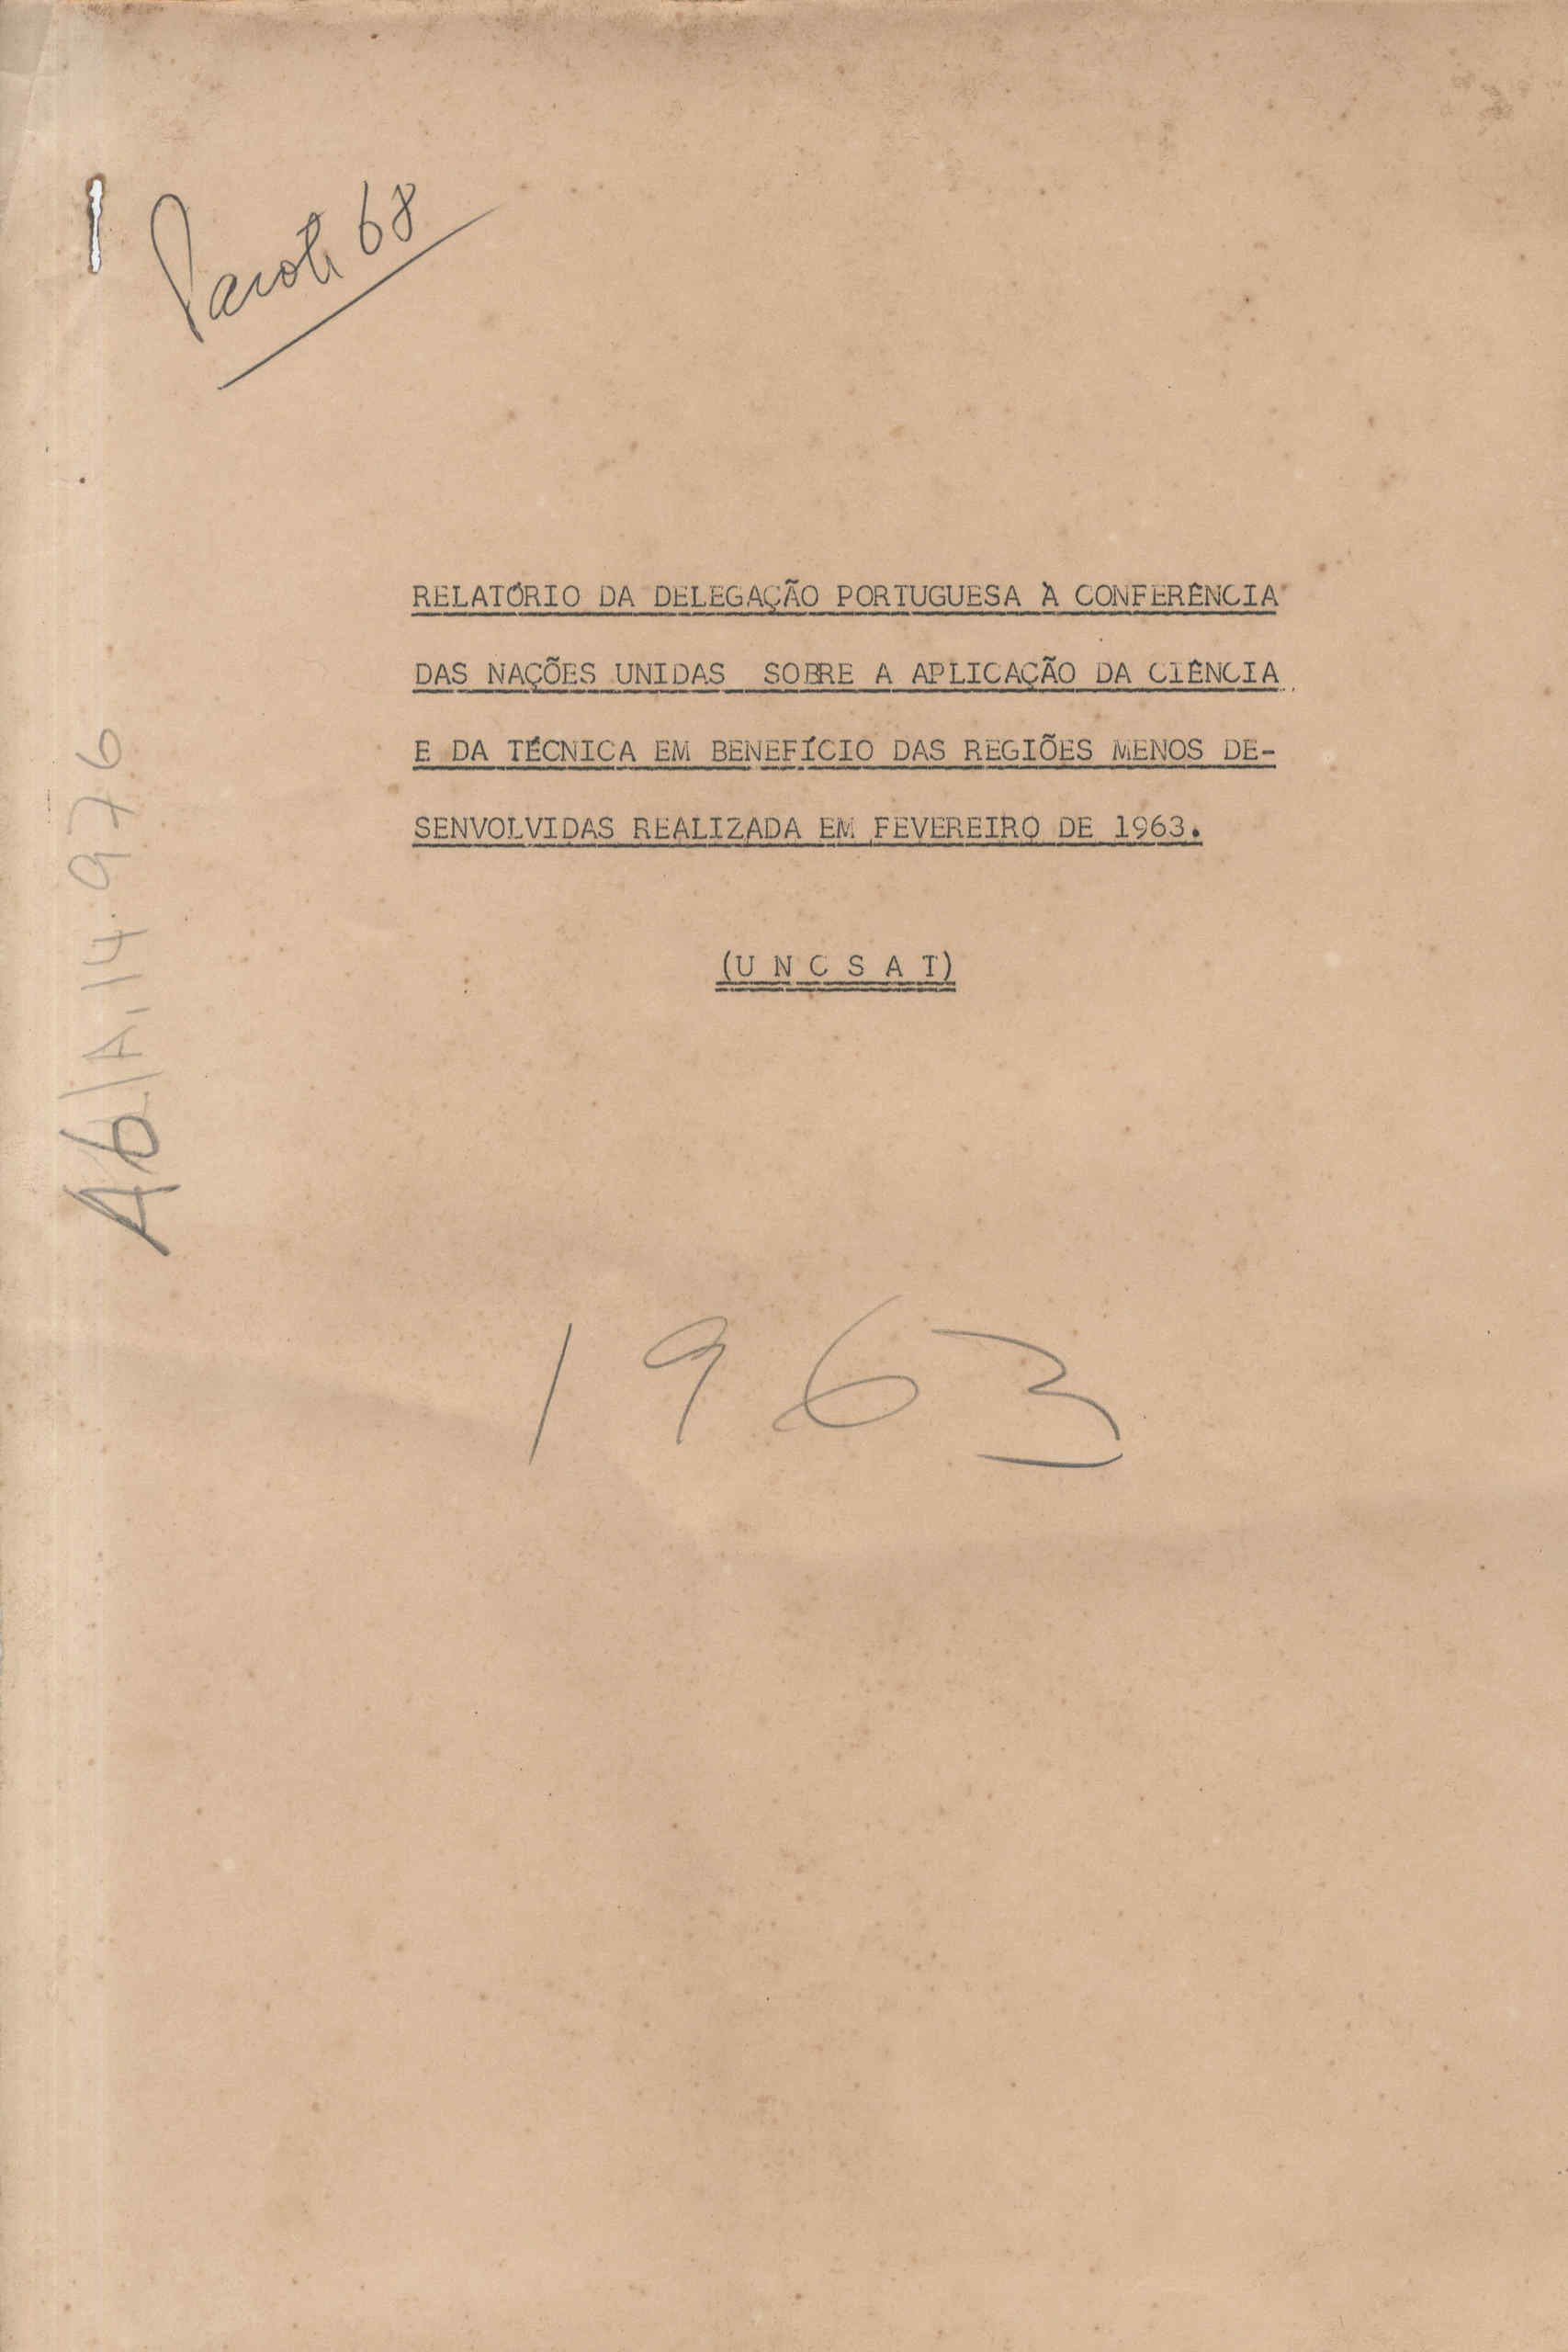 Pacote 68
RELATÓRIO DA DELEGAÇÃO PORTUGUESA À CONFERÊNCIA
DAS NAÇÕES UNIDAS SOBRE A APLICAÇÃO DA CIÊNCIA
E DA TÉCNICA EM BENEFÍCIO DAS REGIÕES MENOS DE-
SENVOLVIDAS REALIZADA EM FEVEREIRO DE 1963.
(U N C S A T)
Ab/A.14.976
1963